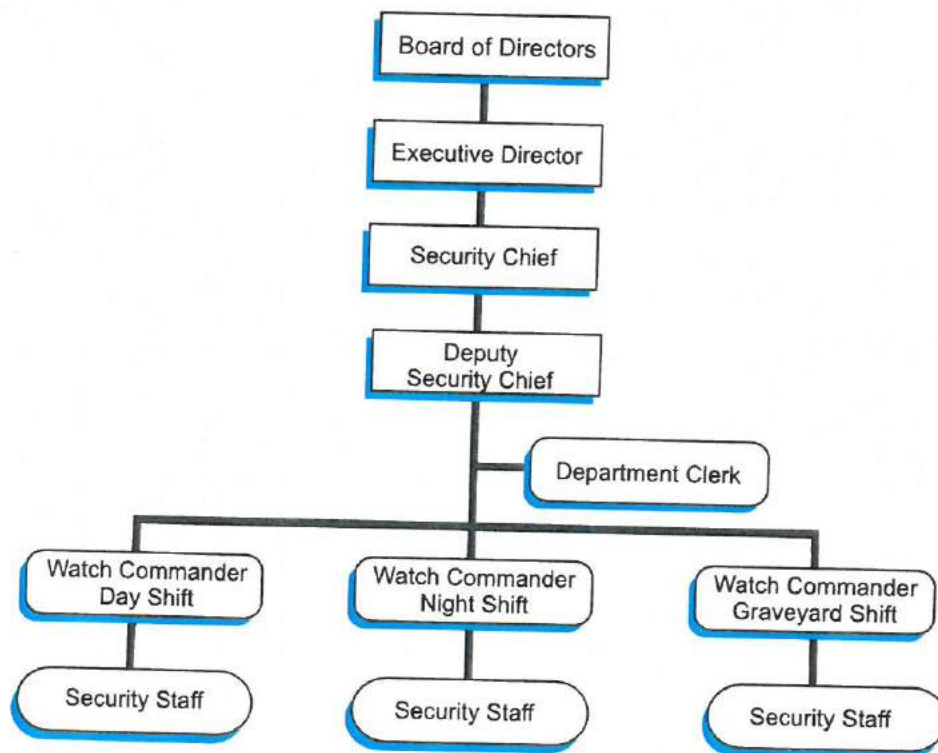 Board of Directors
Executive Director
Security Chief
Deputy
Security Chief
Department Clerk
Watch Commander
Day Shift
Watch Commander
Night Shift
Watch Commander
Graveyard Shift
Security Staff
Security Staff
Security Staff